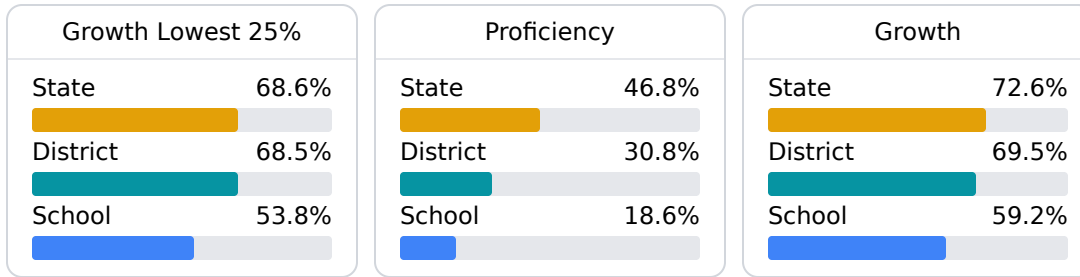 Growth Lowest 25%
State 68.6%
District 68.5%
School 53.8%
Proficiency
State 46.8%
District 30.8%
School 18.6%
Growth
State 72.6%
District 69.5%
School 59.2%